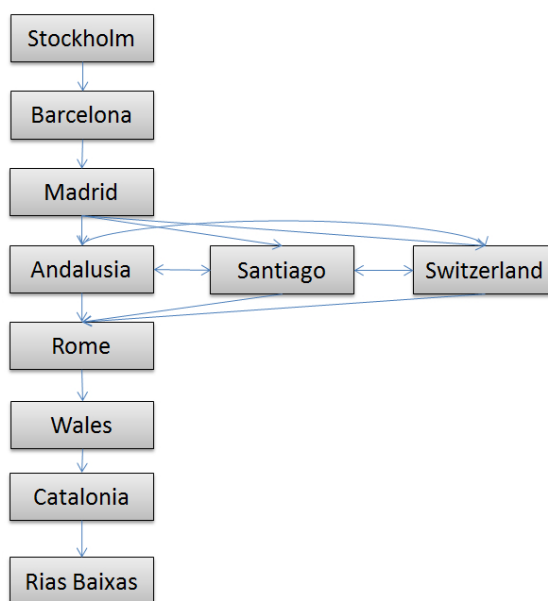 Stockholm
Barcelona
Madrid
Andalusia
Santiago
Switzerland
Rome
Wales
Catalonia
Rias Baixas